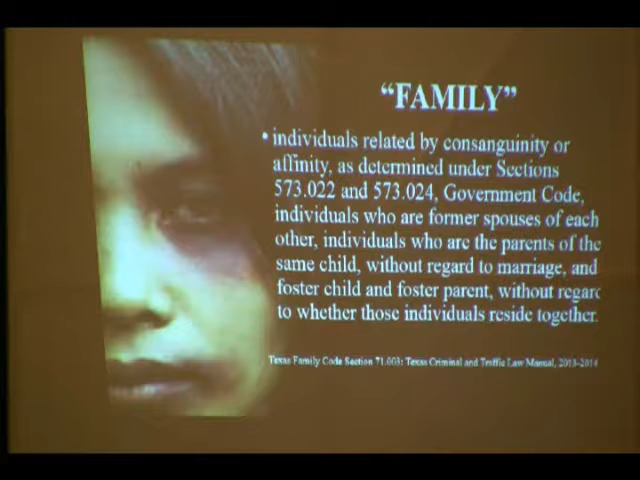 “FAMILY”
• individuals related by consanguinity or
affinity, as determined under Sections
573.022 and 573.024, Government Code,
individuals who are former spouses of each
other, individuals who are the parents of the
same child, without regard to marriage, and
foster child and foster parent, without regard
to whether those individuals reside together.
Texas Family Code Section 71.003: Texas Criminal and Traffic Law Manual, 2013-2014